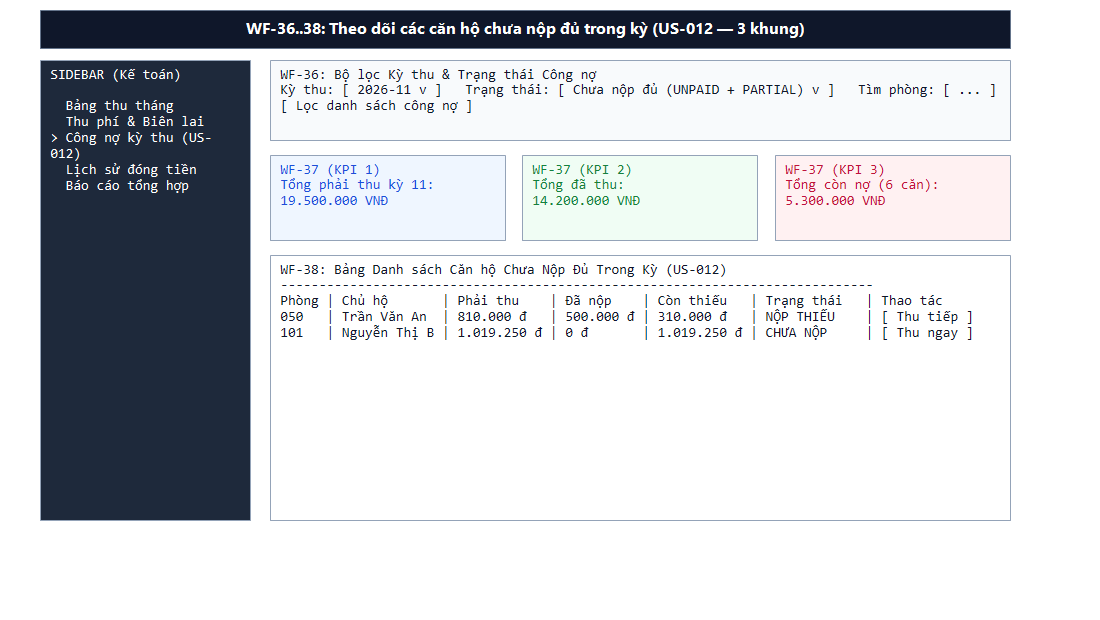 WF-36..38: Theo dõi các căn hộ chưa nộp đủ trong kỳ (US-012 — 3 khung)
SIDEBAR (Kế toán)
Bảng thu tháng
Thu phí & Biên lai
> Công nợ kỳ thu (US-
012)
Lịch sử đóng tiền
Báo cáo tổng hợp
WF-36: Bộ lọc Kỳ thu & Trạng thái Công nợ
Kỳ thu: [ 2026-11 v ]   Trạng thái: [ Chưa nộp đủ (UNPAID + PARTIAL) v ]   Tìm phòng: [ ... ]
[ Lọc danh sách công nợ ]
WF-37 (KPI 1)
Tổng phải thu kỳ 11:
19.500.000 VNĐ
WF-37 (KPI 2)
Tổng đã thu:
14.200.000 VNĐ
WF-37 (KPI 3)
Tổng còn nợ (6 căn):
5.300.000 VNĐ
WF-38: Bảng Danh sách Căn hộ Chưa Nộp Đủ Trong Kỳ (US-012)
-----------------------------------------------------------------------------
Phòng | Chủ hộ       | Phải thu    | Đã nộp    | Còn thiếu   | Trạng thái   | Thao tác
050   | Trần Văn An  | 810.000 đ   | 500.000 đ | 310.000 đ   | NỘP THIẾU    | [ Thu tiếp ]
101   | Nguyễn Thị B | 1.019.250 đ | 0 đ       | 1.019.250 đ | CHƯA NỘP     | [ Thu ngay ]